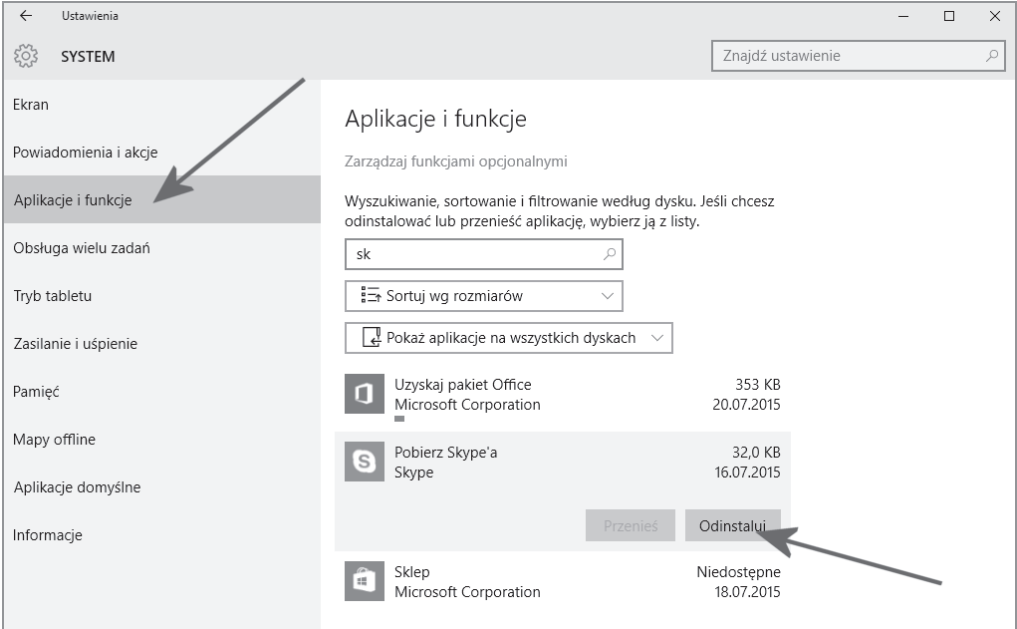 Ustawienia
SYSTEM
Znajdź ustawienie
Ekran
Powiadomienia i akcje
Aplikacje i funkcje
Obsługa wielu zadań
Tryb tabletu
Zasilanie i uśpienie
Pamięć
Mapy offline
Aplikacje domyślne
Informacje
Aplikacje i funkcje
Zarządzaj funkcjami opcjonalnymi
Wyszukiwanie, sortowanie i filtrowanie według dysku. Jeśli chcesz
odinstalować lub przenieść aplikację, wybierz ją z listy.
sk
Sortuj wg rozmiarów
Pokaż aplikacje na wszystkich dyskach
Uzyskaj pakiet Office 353 KB
Microsoft Corporation 20.07.2015
Pobierz Skype'a 32,0 KB
Skype 16.07.2015
Przenieś Odinstaluj
Sklep Niedostępne
Microsoft Corporation 18.07.2015